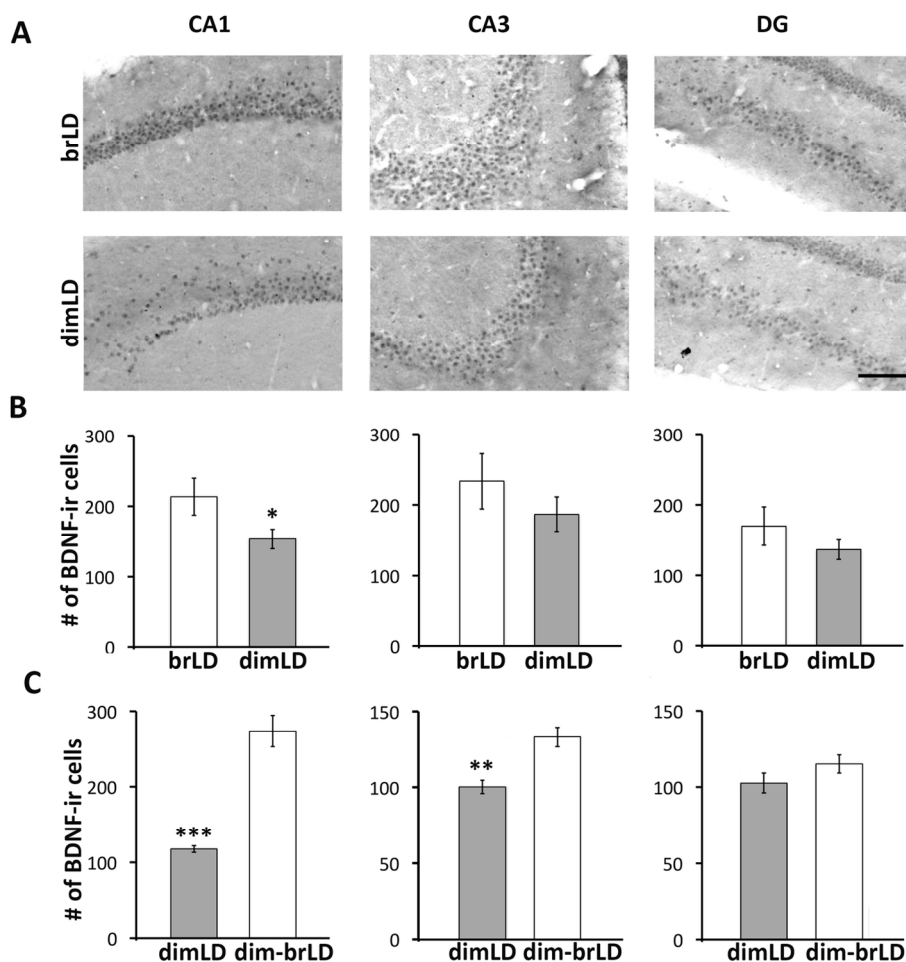 CA1 CA3 DG
A
brLD
dimLD
B
# of BDNF-ir cells
300 300 300
200 200 200
100 100 100
0 0 0
*
brLD dimLD brLD dimLD brLD dimLD
C
# of BDNF-ir cells
300 150 150
200 100 100
100 50 50
0 0 0
*** **
dimLD dim-brLD dimLD dim-brLD dimLD dim-brLD